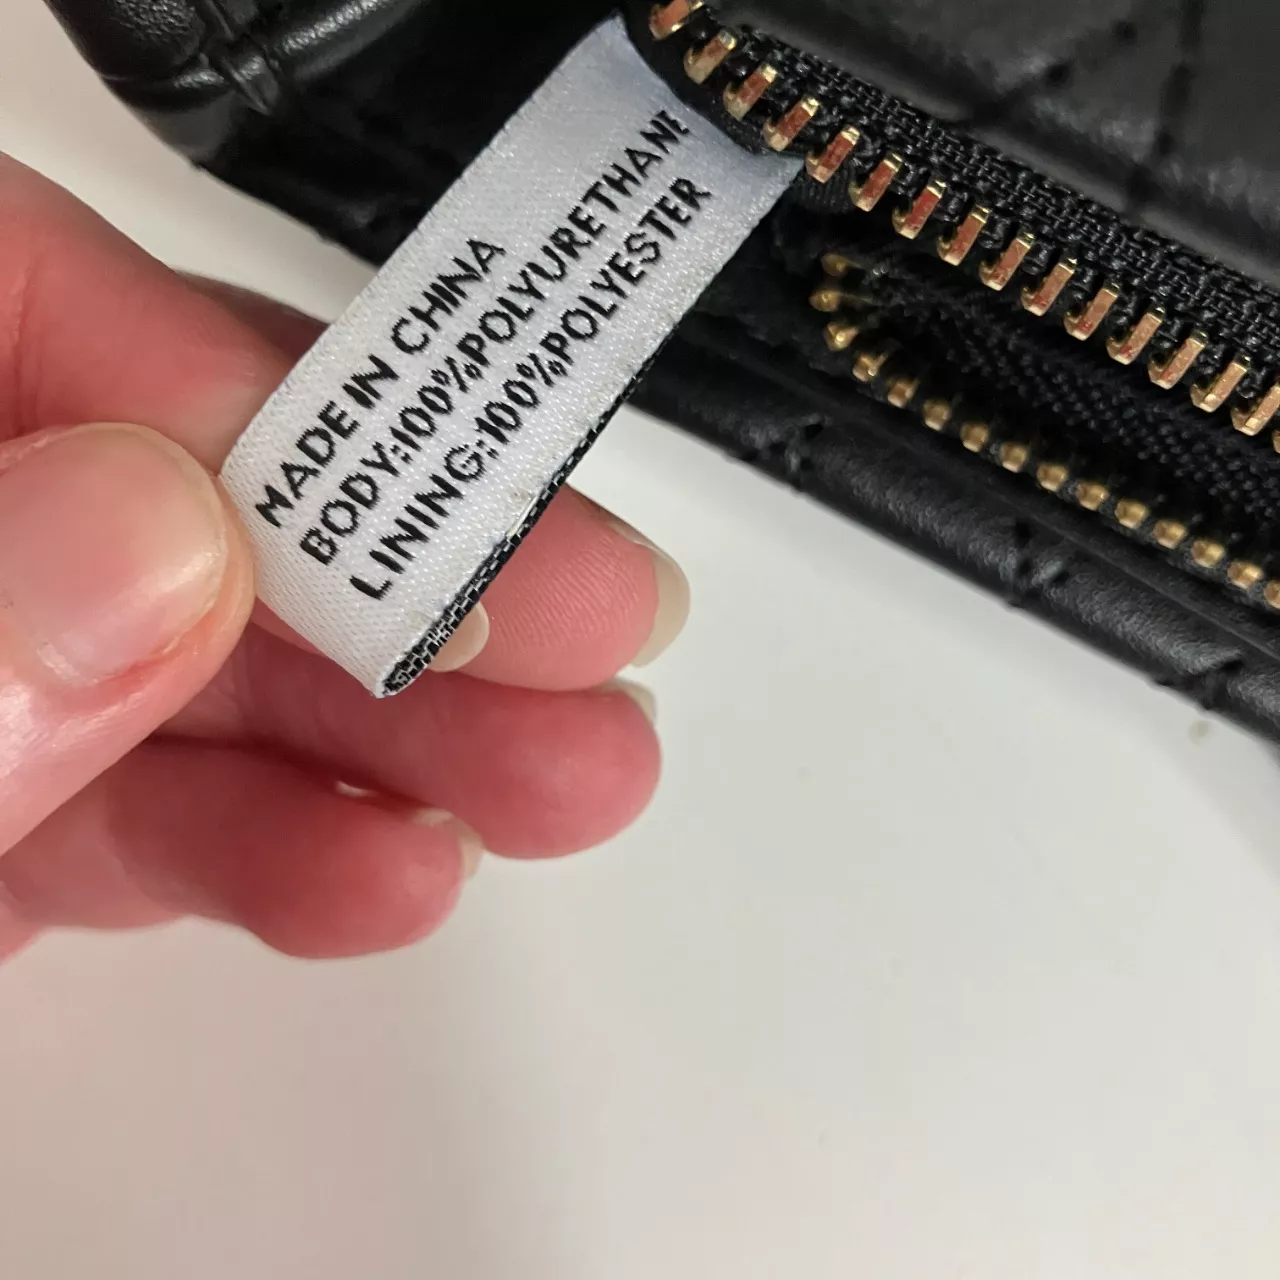 MADE IN CHINA
BODY:100%POLYURETHANE
LINING:100%POLYESTER